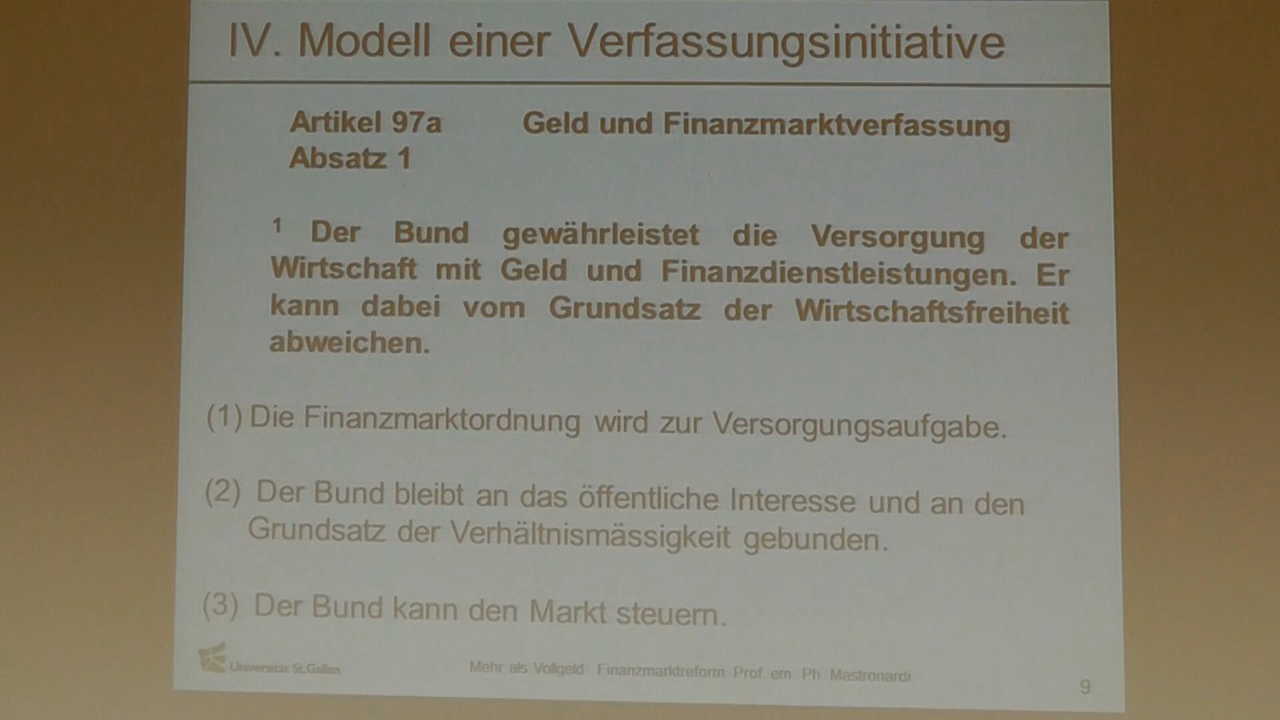 IV. Modell einer Verfassungsinitiative
Artikel 97a Geld und Finanzmarktverfassung
Absatz 1
¹ Der Bund gewährleistet die Versorgung der
Wirtschaft mit Geld und Finanzdienstleistungen. Er
kann dabei vom Grundsatz der Wirtschaftsfreiheit
abweichen.
(1) Die Finanzmarktordnung wird zur Versorgungsaufgabe.
(2) Der Bund bleibt an das öffentliche Interesse und an den
Grundsatz der Verhältnismässigkeit gebunden.
(3) Der Bund kann den Markt steuern.
Universität St.Gallen
Mehr als Vollgeld: Finanzmarktreform Prof. em. Ph. Mastronardi
9